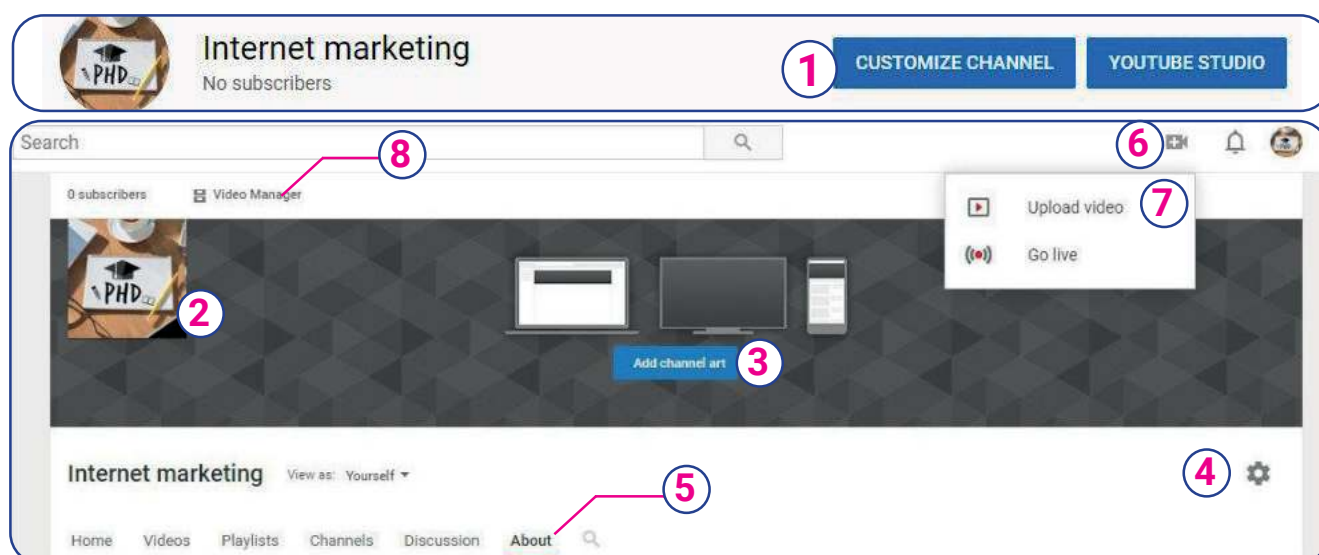 PHD
Internet marketing
No subscribers
1
CUSTOMIZE CHANNEL
YOUTUBE STUDIO
Search
8
6
0 subscribers
Video Manager
Upload video
7
Go live
PHD
2
Add channel art
3
Internet marketing
View as: Yourself
4
5
Home Videos Playlists Channels Discussion About